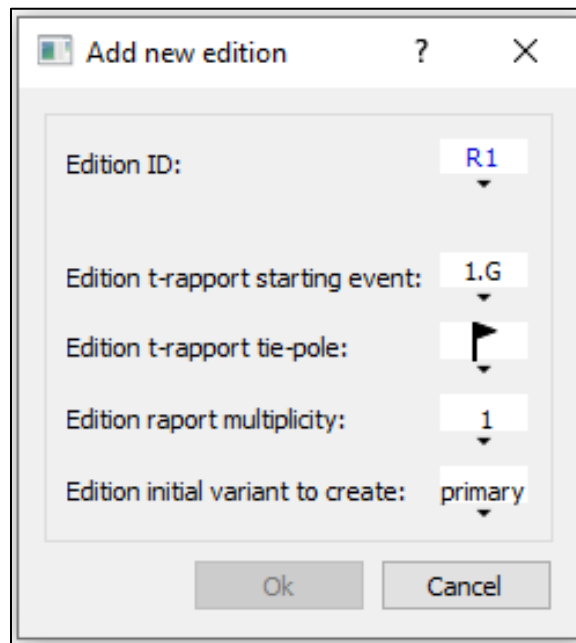 Add new edition ?
Edition ID: R1
Edition t-rapport starting event: 1.G
Edition t-rapport tie-pole:
Edition raport multiplicity: 1
Edition initial variant to create: primary
Ok Cancel